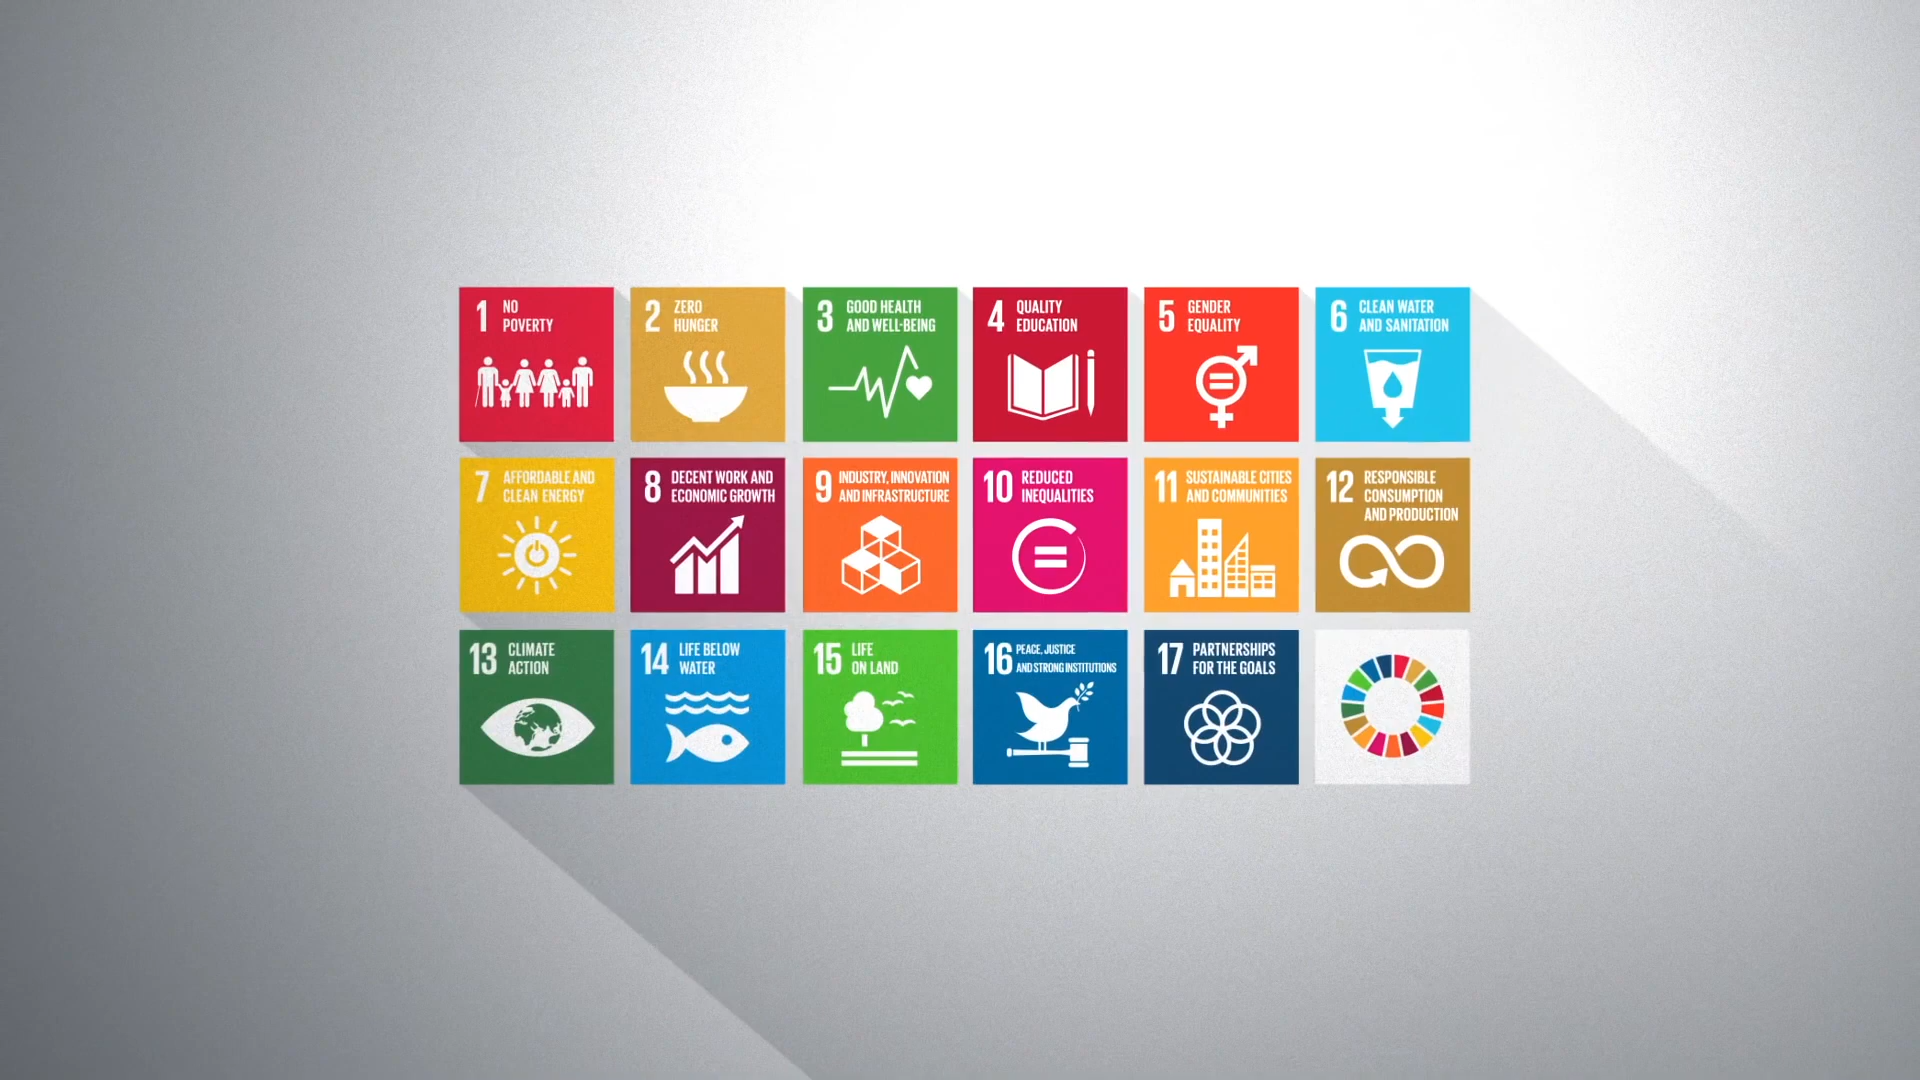 1 NO
POVERTY
2 ZERO
HUNGER
3 GOOD HEALTH
AND WELL-BEING
4 QUALITY
EDUCATION
5 GENDER
EQUALITY
6 CLEAN WATER
AND SANITATION
7 AFFORDABLE AND
CLEAN ENERGY
8 DECENT WORK AND
ECONOMIC GROWTH
9 INDUSTRY, INNOVATION
AND INFRASTRUCTURE
10 REDUCED
INEQUALITIES
11 SUSTAINABLE CITIES
AND COMMUNITIES
12 RESPONSIBLE
CONSUMPTION
AND PRODUCTION
13 CLIMATE
ACTION
14 LIFE BELOW
WATER
15 LIFE
ON LAND
16 PEACE, JUSTICE
AND STRONG INSTITUTIONS
17 PARTNERSHIPS
FOR THE GOALS